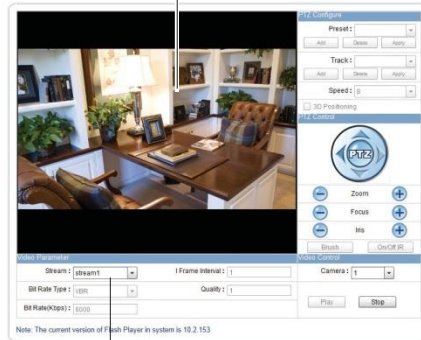 PTZ Configure
Preset:
Add Delete Apply
Track:
Add Delete Apply
Speed: 8
3D Positioning
PTZ Control
PTZ
Zoom
Focus
Iris
Brush On/Off IR
Video Parameter
Stream: stream1 I Frame Interval: 1
Bit Rate Type: VBR Quality: 1
Bit Rate(Kbps): 6000
Video Control
Camera: 1
Play Stop
Note: The current version of Flash Player in system is 10.2.153